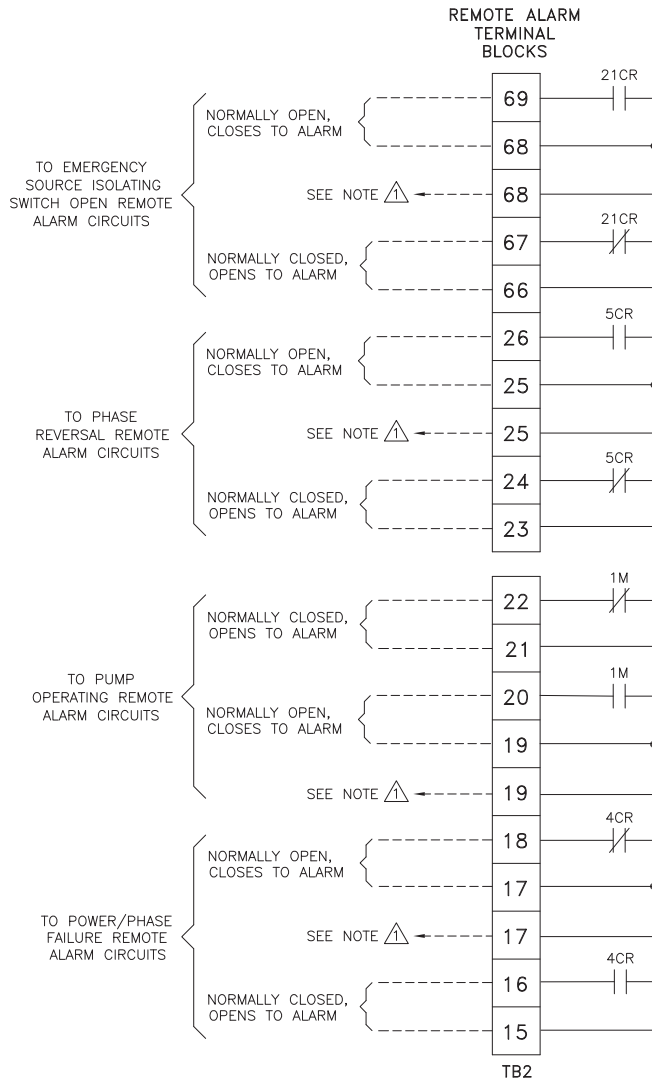 REMOTE ALARM
TERMINAL
BLOCKS
21CR
69
NORMALLY OPEN,
CLOSES TO ALARM
68
TO EMERGENCY
SOURCE ISOLATING
SWITCH OPEN REMOTE
ALARM CIRCUITS
SEE NOTE 1
68
21CR
67
NORMALLY CLOSED,
OPENS TO ALARM
66
5CR
26
NORMALLY OPEN,
CLOSES TO ALARM
25
TO PHASE
REVERSAL REMOTE
ALARM CIRCUITS
SEE NOTE 1
25
5CR
24
NORMALLY CLOSED,
OPENS TO ALARM
23
1M
22
NORMALLY CLOSED,
OPENS TO ALARM
21
TO PUMP
OPERATING REMOTE
ALARM CIRCUITS
1M
20
NORMALLY OPEN,
CLOSES TO ALARM
19
SEE NOTE 1
19
4CR
18
NORMALLY OPEN,
CLOSES TO ALARM
17
TO POWER/PHASE
FAILURE REMOTE
ALARM CIRCUITS
SEE NOTE 1
17
4CR
16
NORMALLY CLOSED,
OPENS TO ALARM
15
TB2